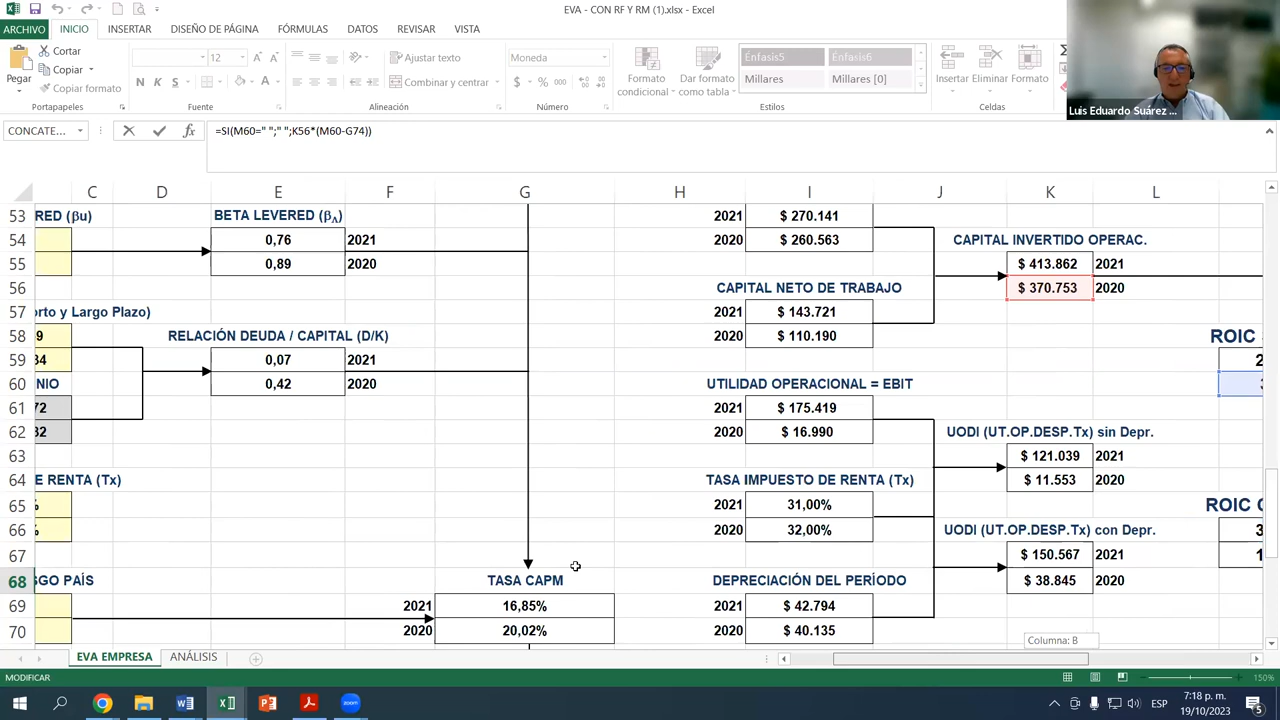 EVA - CON RF Y RM (1).xlsx - Excel
ARCHIVO INICIO INSERTAR DISEÑO DE PÁGINA FÓRMULAS DATOS REVISAR VISTA
Pegar
Cortar
Copiar
Copiar formato
Portapapeles
12
N K S
Fuente
Ajustar texto
Combinar y centrar
Alineación
Moneda
$ % 000
Número
Formato condicional
Dar formato como tabla
Énfasis5 Énfasis6
Millares Millares [0]
Estilos
Insertar Eliminar Formato
Celdas
Luis Eduardo Suárez ...
CONCATE...
=SI(M60=" ";" ";K56*(M60-G74))
C D E F G H I J K L
53 RED (βu) BETA LEVERED (βᴧ) 2021 $ 270.141
54 0,76 2021 2020 $ 260.563 CAPITAL INVERTIDO OPERAC.
55 0,89 2020 $ 413.862 2021
56 $ 370.753 2020
57 orto y Largo Plazo) CAPITAL NETO DE TRABAJO
2021 $ 143.721
58 9 RELACIÓN DEUDA / CAPITAL (D/K) 2020 $ 110.190 ROIC
59 34 0,07 2021
60 NIO 0,42 2020 UTILIDAD OPERACIONAL = EBIT
61 72 2021 $ 175.419
62 32 2020 $ 16.990 UODI (UT.OP.DESP.Tx) sin Depr.
63 $ 121.039 2021
64 E RENTA (Tx) TASA IMPUESTO DE RENTA (Tx) $ 11.553 2020
65 % 2021 31,00% ROIC
66 % 2020 32,00% UODI (UT.OP.DESP.Tx) con Depr.
67 $ 150.567 2021
68 SGO PAÍS TASA CAPM DEPRECIACIÓN DEL PERÍODO $ 38.845 2020
69 2021 16,85% 2021 $ 42.794
70 2020 20,02% 2020 $ 40.135
Columna: B
EVA EMPRESA ANÁLISIS
MODIFICAR
150%
ESP
7:18 p. m.
19/10/2023
5